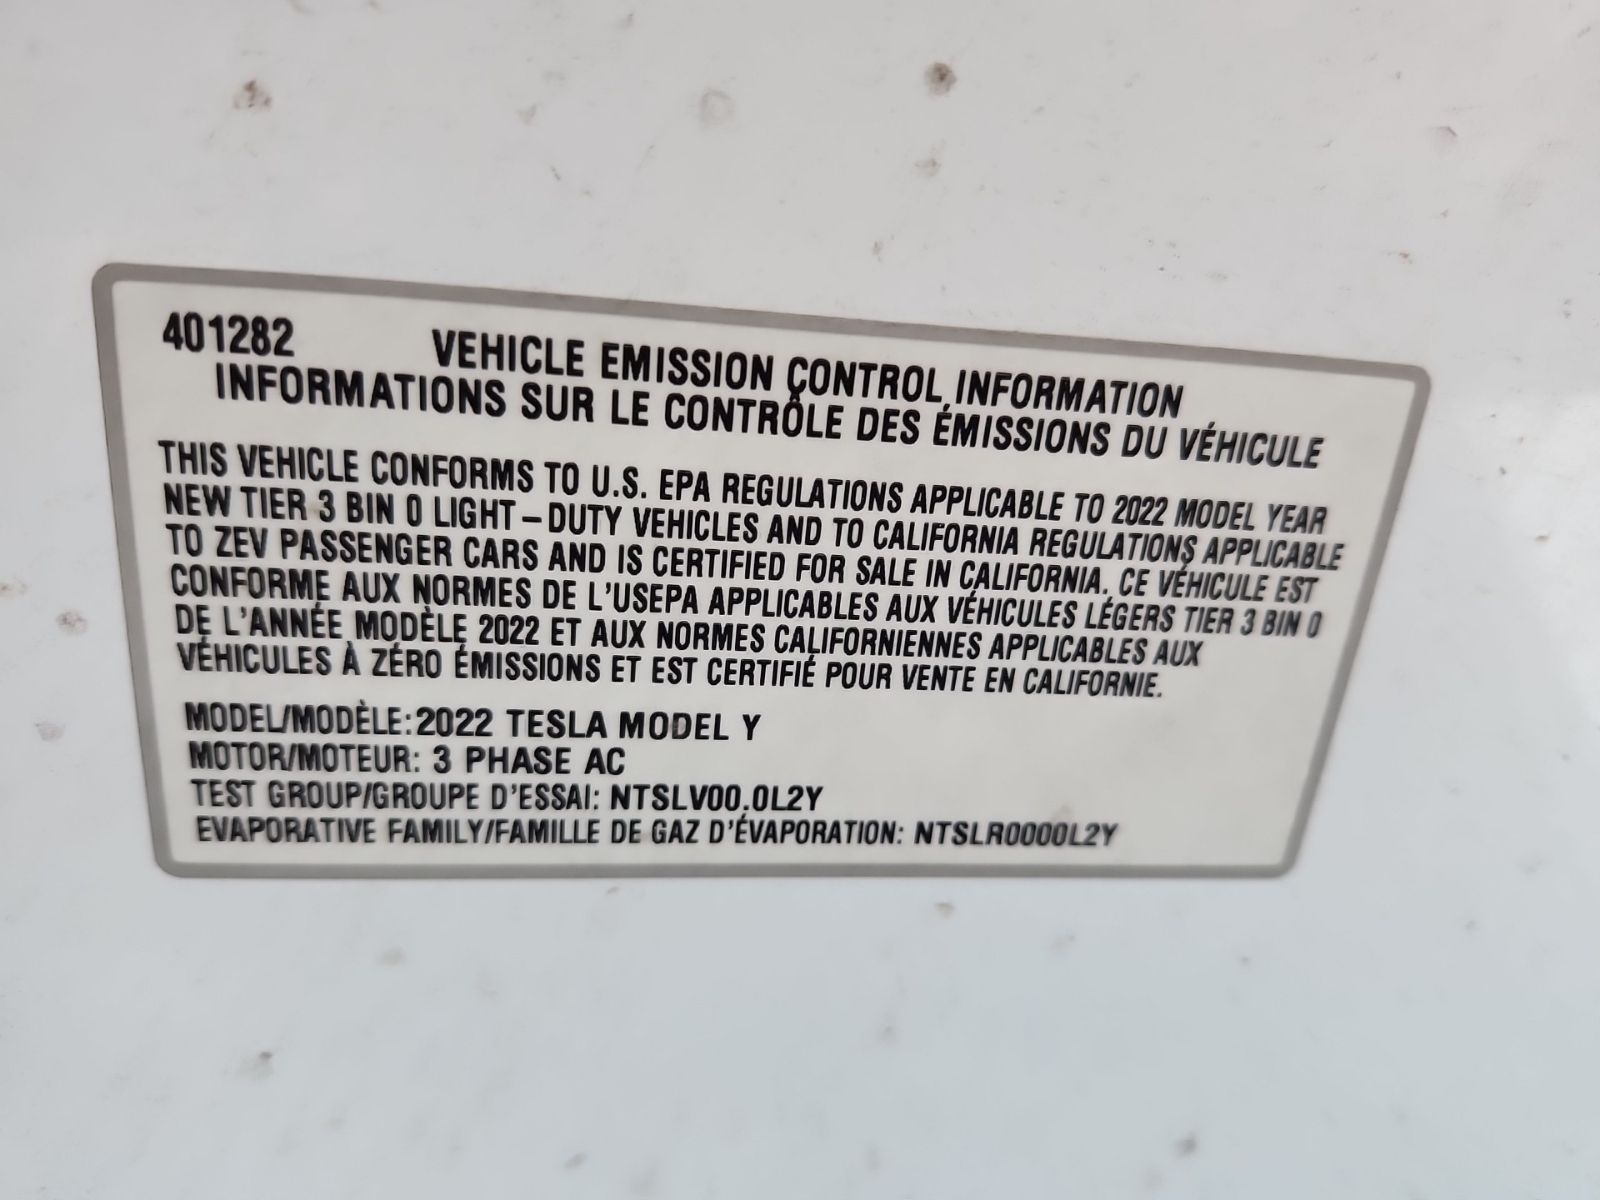 401282 VEHICLE EMISSION CONTROL INFORMATION
INFORMATIONS SUR LE CONTRÔLE DES ÉMISSIONS DU VÉHICULE
THIS VEHICLE CONFORMS TO U.S. EPA REGULATIONS APPLICABLE TO 2022 MODEL YEAR
NEW TIER 3 BIN 0 LIGHT – DUTY VEHICLES AND TO CALIFORNIA REGULATIONS APPLICABLE
TO ZEV PASSENGER CARS AND IS CERTIFIED FOR SALE IN CALIFORNIA. CE VÉHICULE EST
CONFORME AUX NORMES DE L'USEPA APPLICABLES AUX VÉHICULES LÉGERS TIER 3 BIN 0
DE L'ANNÉE MODÈLE 2022 ET AUX NORMES CALIFORNIENNES APPLICABLES AUX
VÉHICULES À ZÉRO ÉMISSIONS ET EST CERTIFIÉ POUR VENTE EN CALIFORNIE.
MODEL/MODÈLE: 2022 TESLA MODEL Y
MOTOR/MOTEUR: 3 PHASE AC
TEST GROUP/GROUPE D'ESSAI: NTSLV00.0L2Y
EVAPORATIVE FAMILY/FAMILLE DE GAZ D'ÉVAPORATION: NTSLR0000L2Y